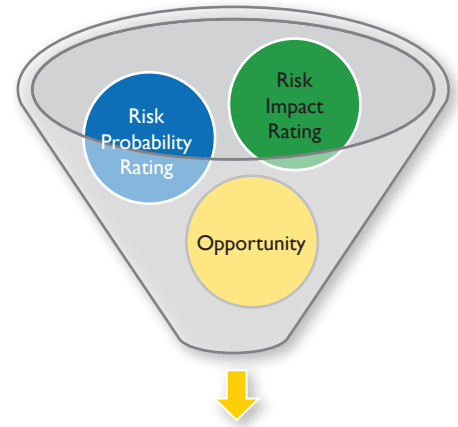 Risk
Probability
Rating
Risk
Impact
Rating
Opportunity